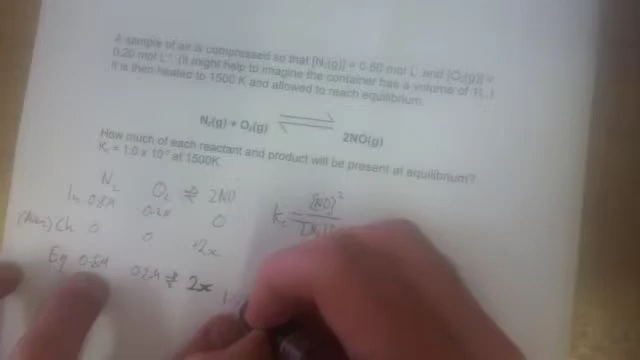 A sample of air is compressed so that [N₂(g)] = 0.80 mol L and [O₂(g)] =
0.20 mol L⁻¹ (it might help to imagine the container has a volume of 1L.)
It is then heated to 1500 K and allowed to reach equilibrium.
N₂(g) + O₂(g) ⇌ 2NO(g)
How much of each reactant and product will be present at equilibrium?
K = 1.0 x 10 at 1500K.
N₂ O₂ ⇌ 2NO
In 0.8M 0.2M 0
Kc = [NO]²
Ch 0 0 +2x
Eq 0.8M 0.2M ⇌ 2x